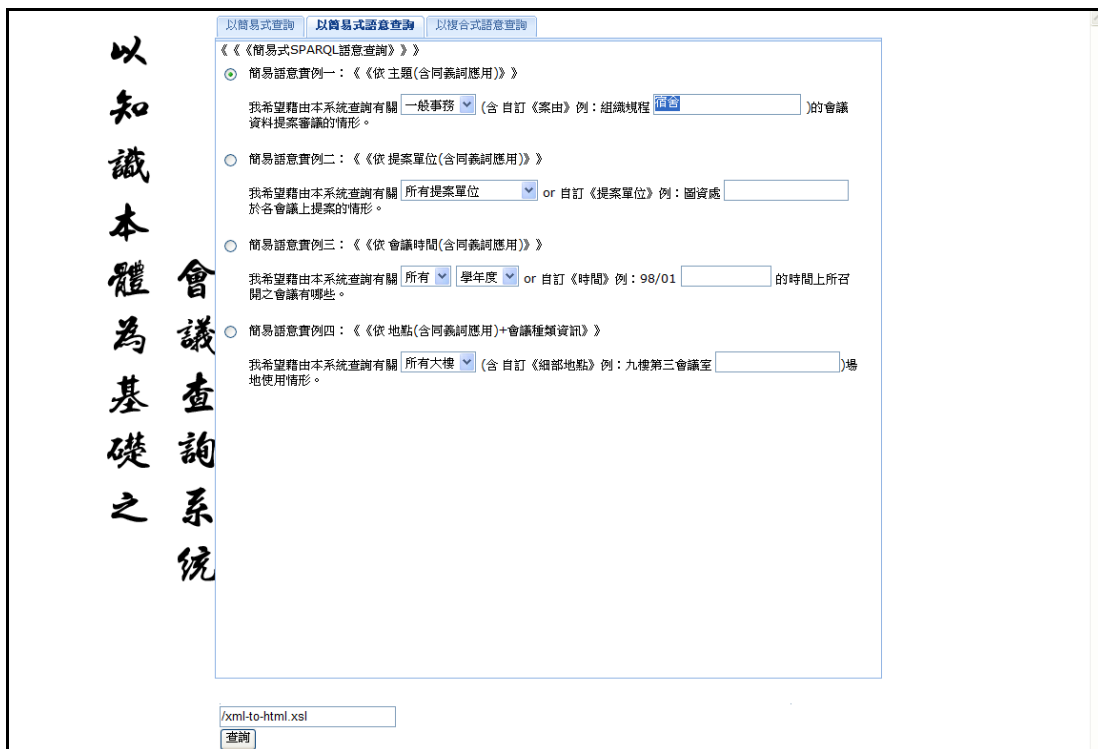 以知識本體為基礎之
會議查詢系統
以簡易式查詢 以簡易式語意查詢 以複合式語意查詢
《《《簡易式SPARQL語意查詢》》》
簡易語意實例一：《《依 主題(含同義詞應用)》》
我希望藉由本系統查詢有關 一般事務 (含 自訂《案由》例：組織規程 宿舍 )的會議
資料提案審議的情形。
簡易語意實例二：《《依 提案單位(含同義詞應用)》》
我希望藉由本系統查詢有關 所有提案單位 or 自訂《提案單位》例：圖資處
於各會議上提案的情形。
簡易語意實例三：《《依 會議時間(含同義詞應用)》》
我希望藉由本系統查詢有關 所有 學年度 or 自訂《時間》例：98/01 的時間上所召
開之會議有哪些。
簡易語意實例四：《《依 地點(含同義詞應用)+會議種類資訊》》
我希望藉由本系統查詢有關 所有大樓 (含 自訂《細部地點》例：九樓第三會議室 )場
地使用情形。
/xml-to-html.xsl
查詢